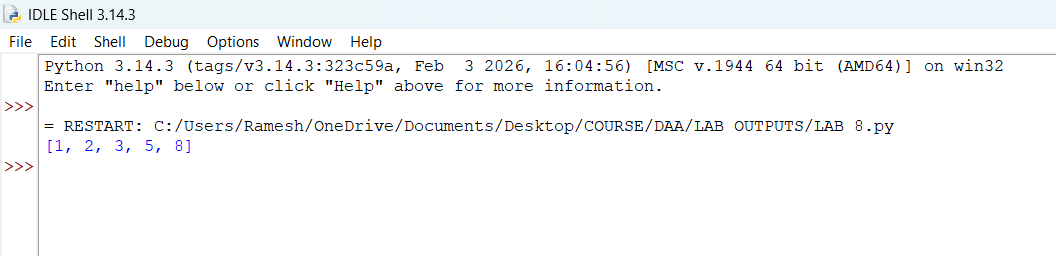 IDLE Shell 3.14.3
File Edit Shell Debug Options Window Help
Python 3.14.3 (tags/v3.14.3:323c59a, Feb  3 2026, 16:04:56) [MSC v.1944 64 bit (AMD64)] on win32
Enter "help" below or click "Help" above for more information.
>>>
= RESTART: C:/Users/Ramesh/OneDrive/Documents/Desktop/COURSE/DAA/LAB OUTPUTS/LAB 8.py
[1, 2, 3, 5, 8]
>>>